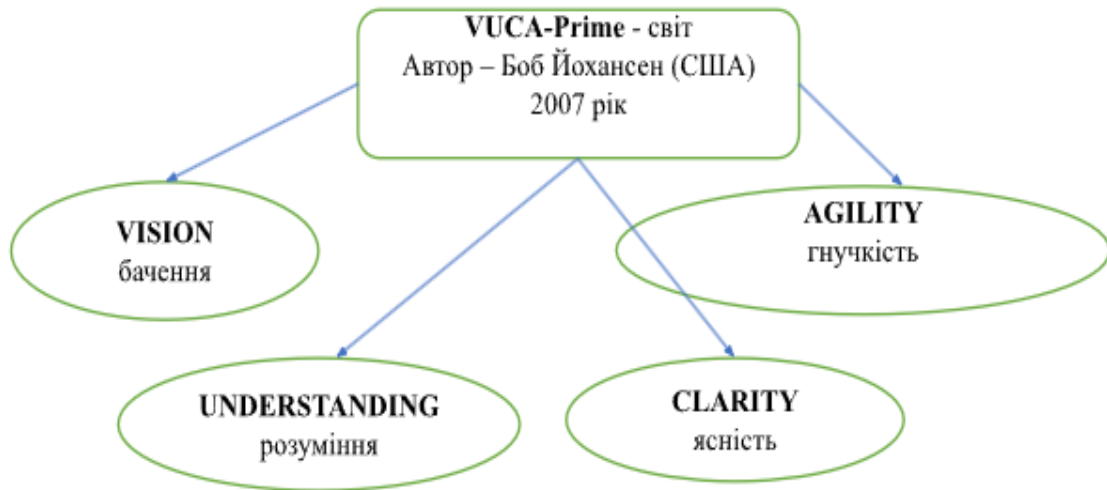 VUCA-Prime - світ
Автор – Боб Йохансен (США)
2007 рік
VISION
бачення
AGILITY
гнучкість
UNDERSTANDING
розуміння
CLARITY
ясність